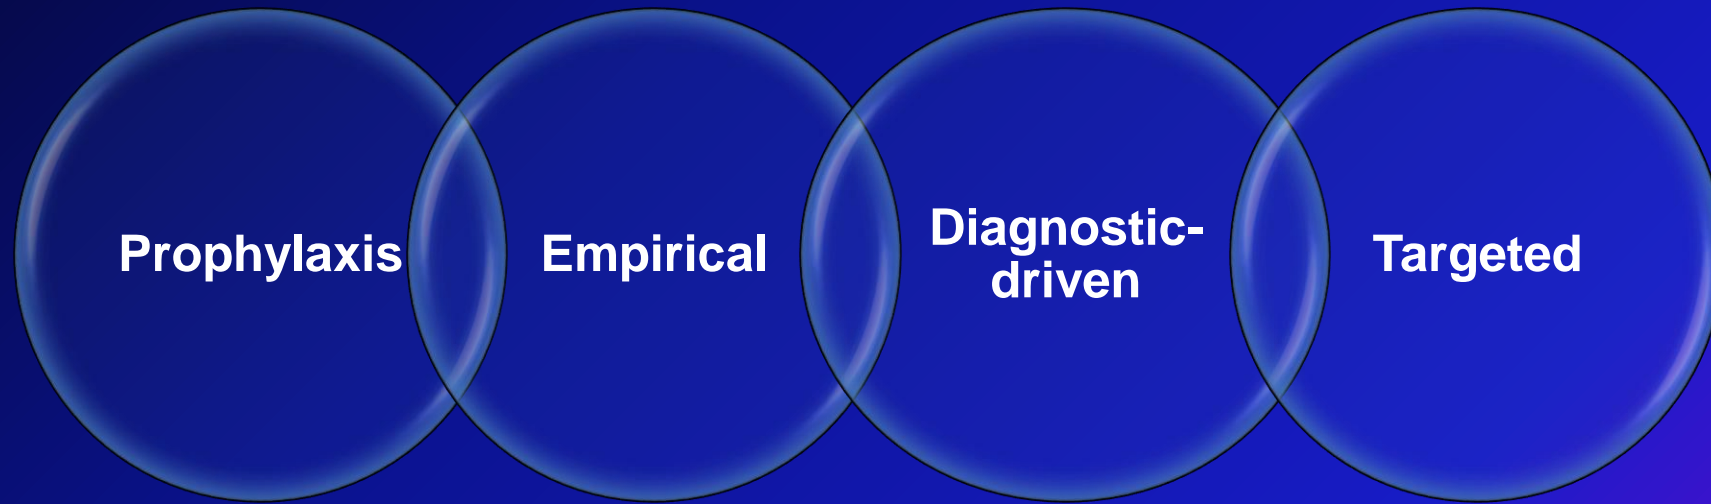 Prophylaxis
Empirical
Diagnostic-
driven
Targeted